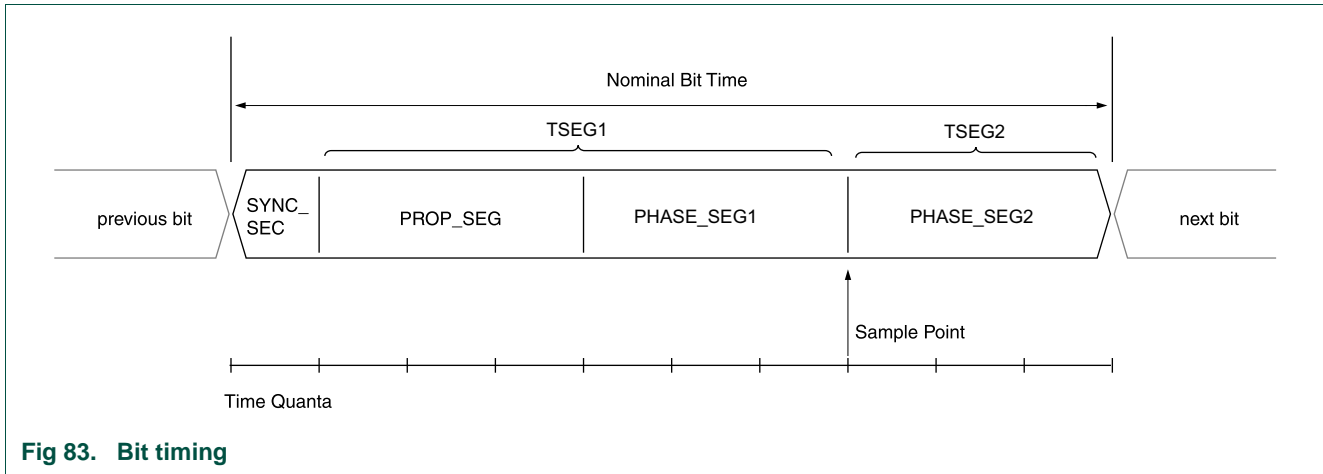 Nominal Bit Time
TSEG1
TSEG2
previous bit
SYNC_
SEC
PROP_SEG
PHASE_SEG1
PHASE_SEG2
next bit
Sample Point
Time Quanta
Fig 83. Bit timing